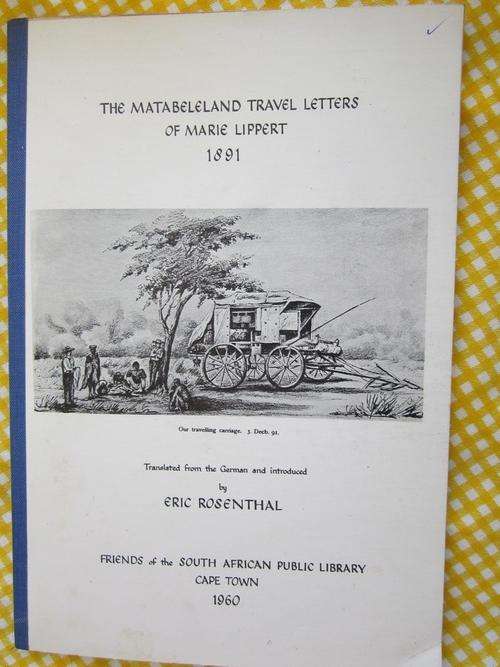 THE MATABELELAND TRAVEL LETTERS
OF MARIE LIPPERT
1891
Our travelling carriage. 3. Decb. 91.
Translated from the German and introduced
by
ERIC ROSENTHAL
FRIENDS of the SOUTH AFRICAN PUBLIC LIBRARY
CAPE TOWN
1960